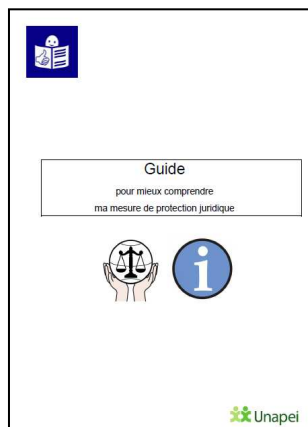 Guide
pour mieux comprendre
ma mesure de protection juridique
i
Unapei